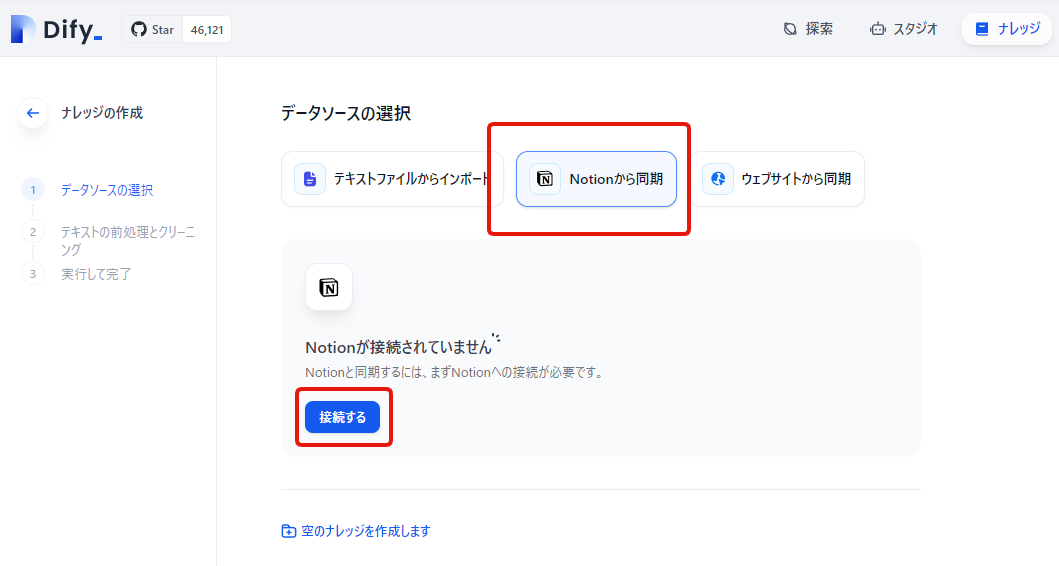 Dify_
Star 46,121
探索
スタジオ
ナレッジ
ナレッジの作成
1 データソースの選択
2 テキストの前処理とクリーニ
ング
3 実行して完了
データソースの選択
テキストファイルからインポート
Notionから同期
ウェブサイトから同期
Notionが接続されていません
Notionと同期するには、まずNotionへの接続が必要です。
接続する
空のナレッジを作成します